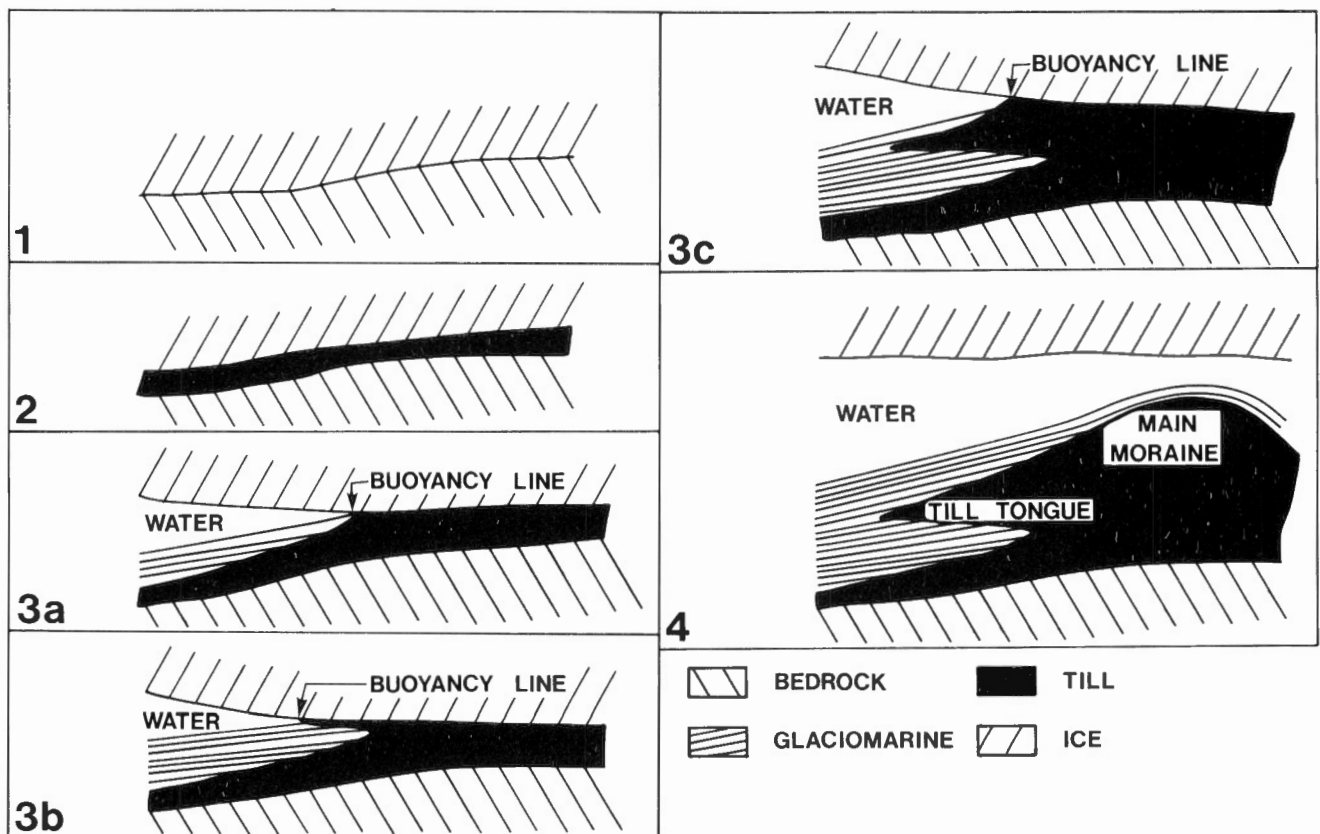 1
2
BUOYANCY LINE
WATER
3a
BUOYANCY LINE
WATER
3b
BUOYANCY LINE
WATER
3c
WATER
MAIN
MORAINE
TILL TONGUE
4
BEDROCK
TILL
GLACIOMARINE
ICE